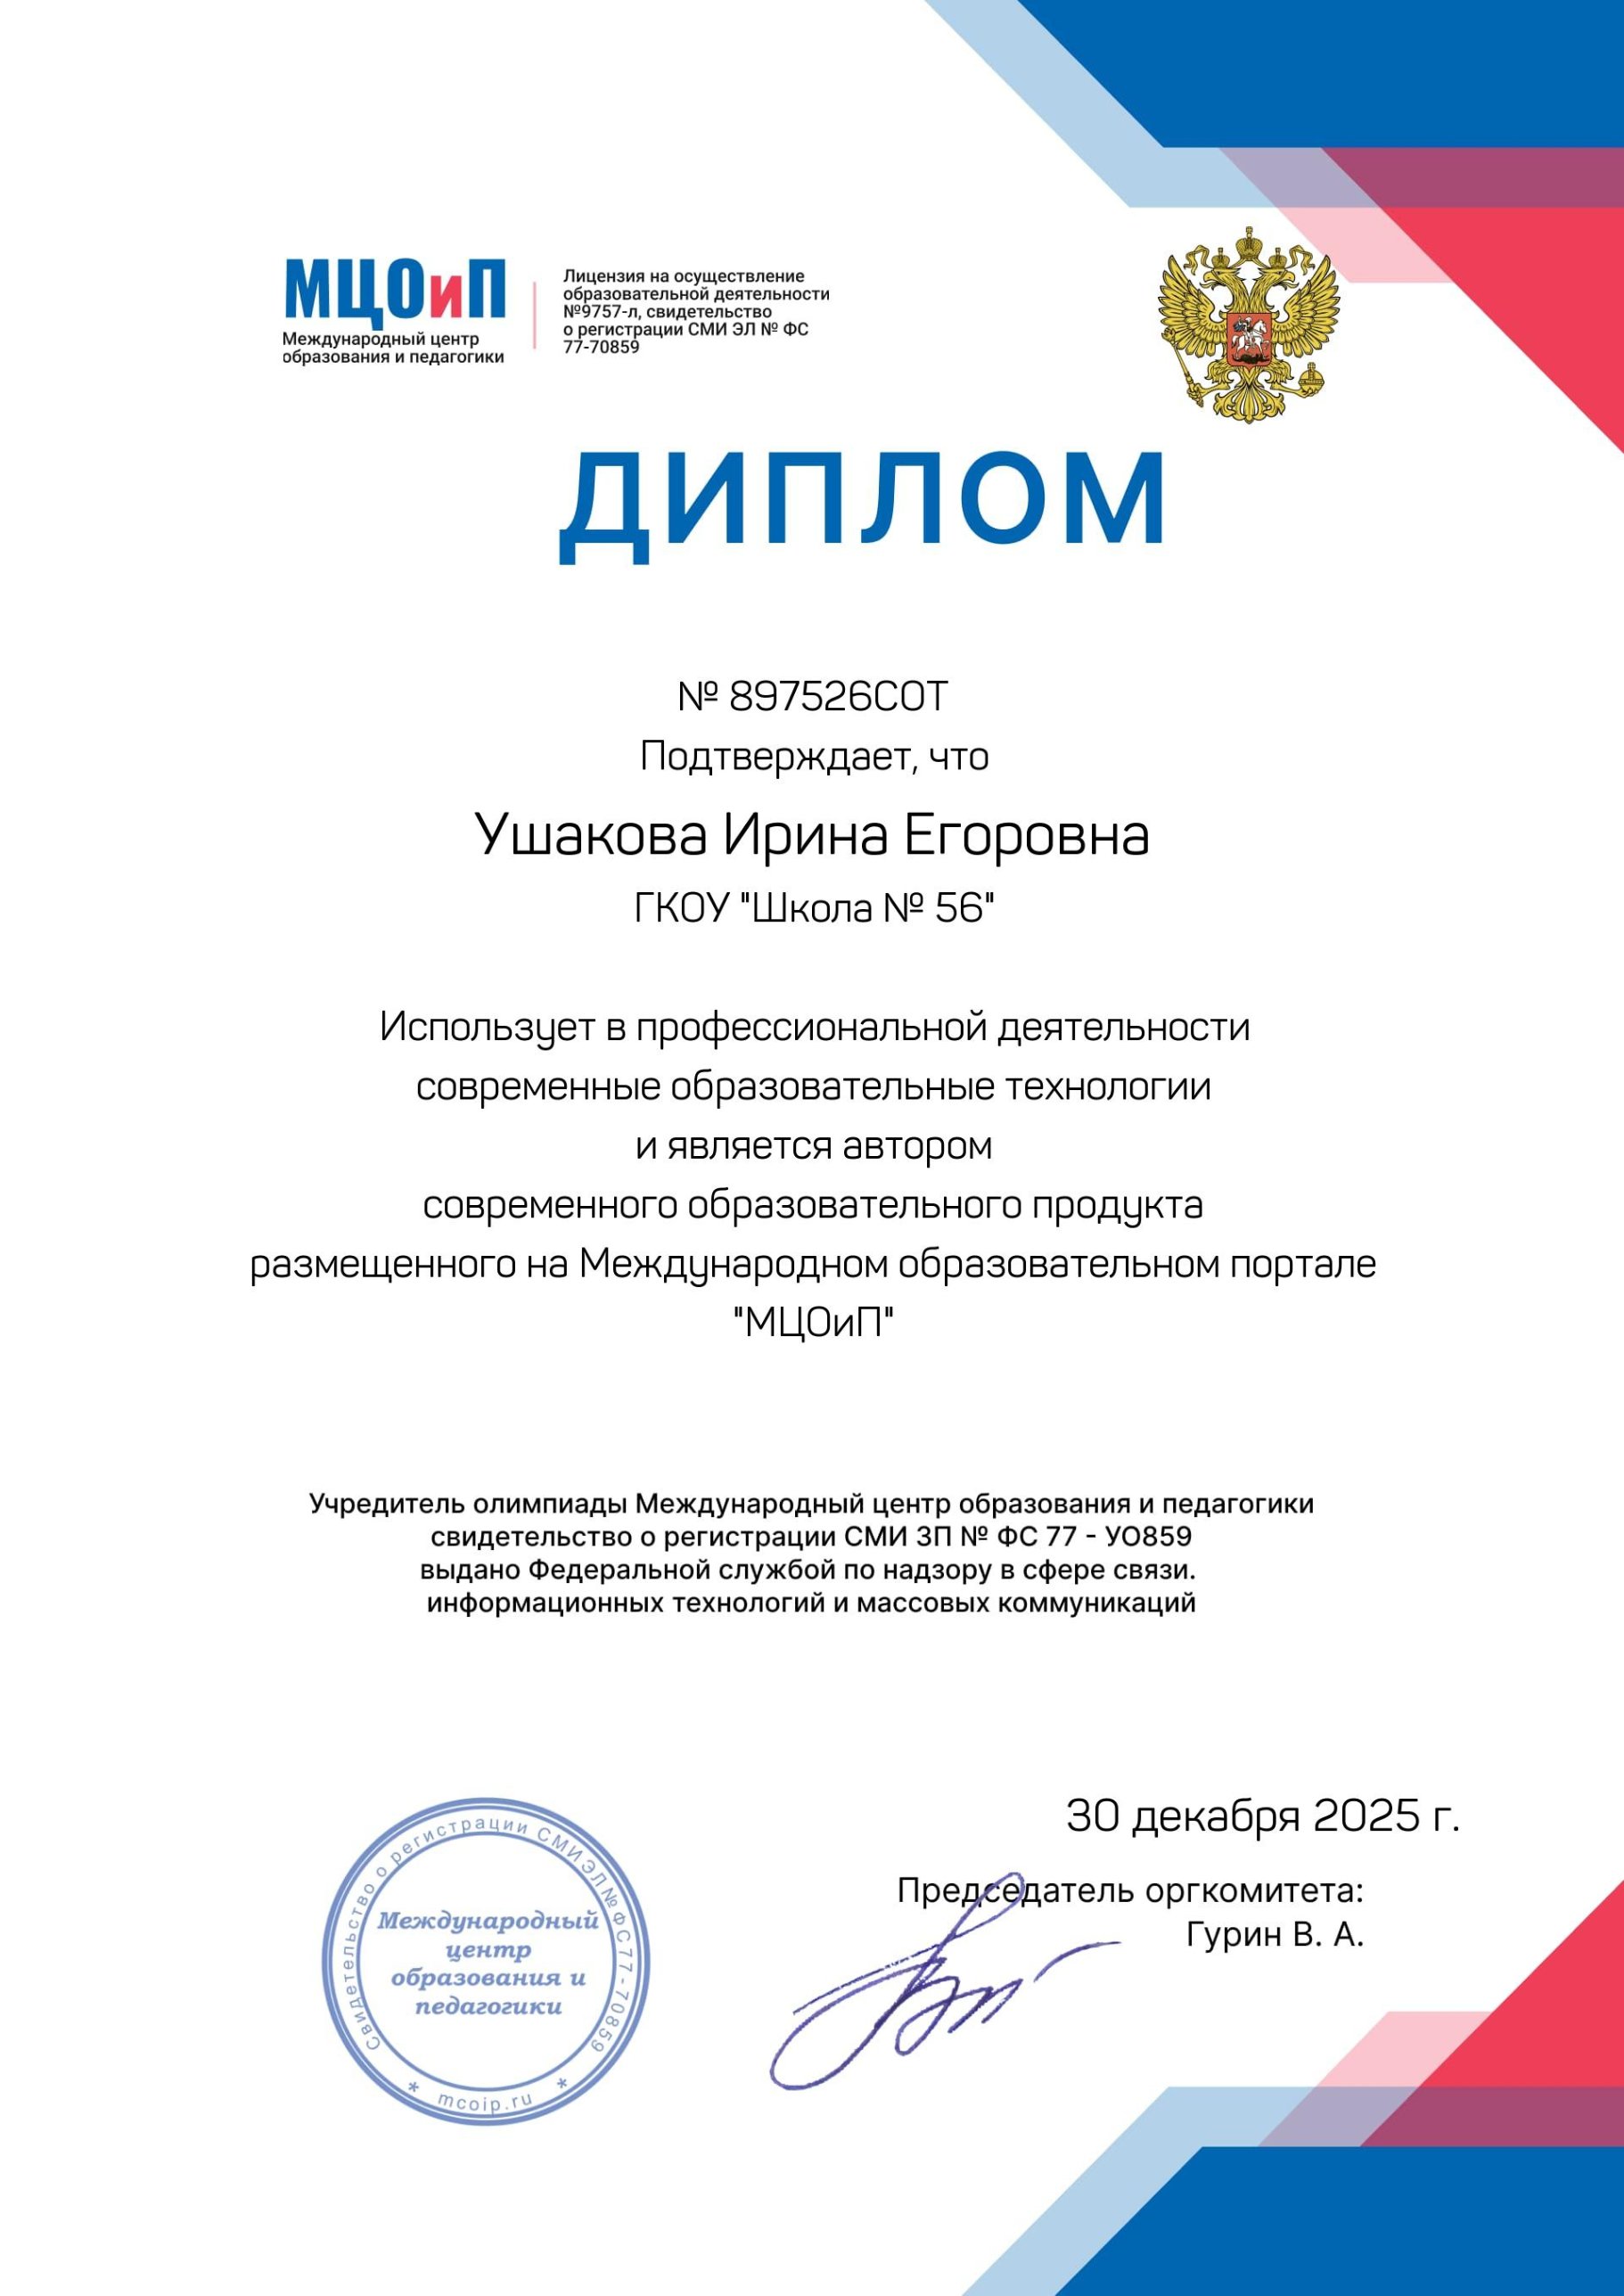 МЦОиП
Международный центр
образования и педагогики
Лицензия на осуществление
образовательной деятельности
№9757-л, свидетельство
о регистрации СМИ ЭЛ № ФС
77-70859
ДИПЛОМ
№ 897526СОТ
Подтверждает, что
Ушакова Ирина Егоровна
ГКОУ "Школа № 56"
Использует в профессиональной деятельности
современные образовательные технологии
и является автором
современного образовательного продукта
размещенного на Международном образовательном портале
"МЦОиП"
Учредитель олимпиады Международный центр образования и педагогики
свидетельство о регистрации СМИ ЗП № ФС 77 - УО859
выдано Федеральной службой по надзору в сфере связи.
информационных технологий и массовых коммуникаций
30 декабря 2025 г.
Председатель оргкомитета:
Гурин В. А.
Свидетельство о регистрации СМИ ЭЛ № ФС77-70859
Международный
центр
образования и
педагогики
* mcoip.ru *